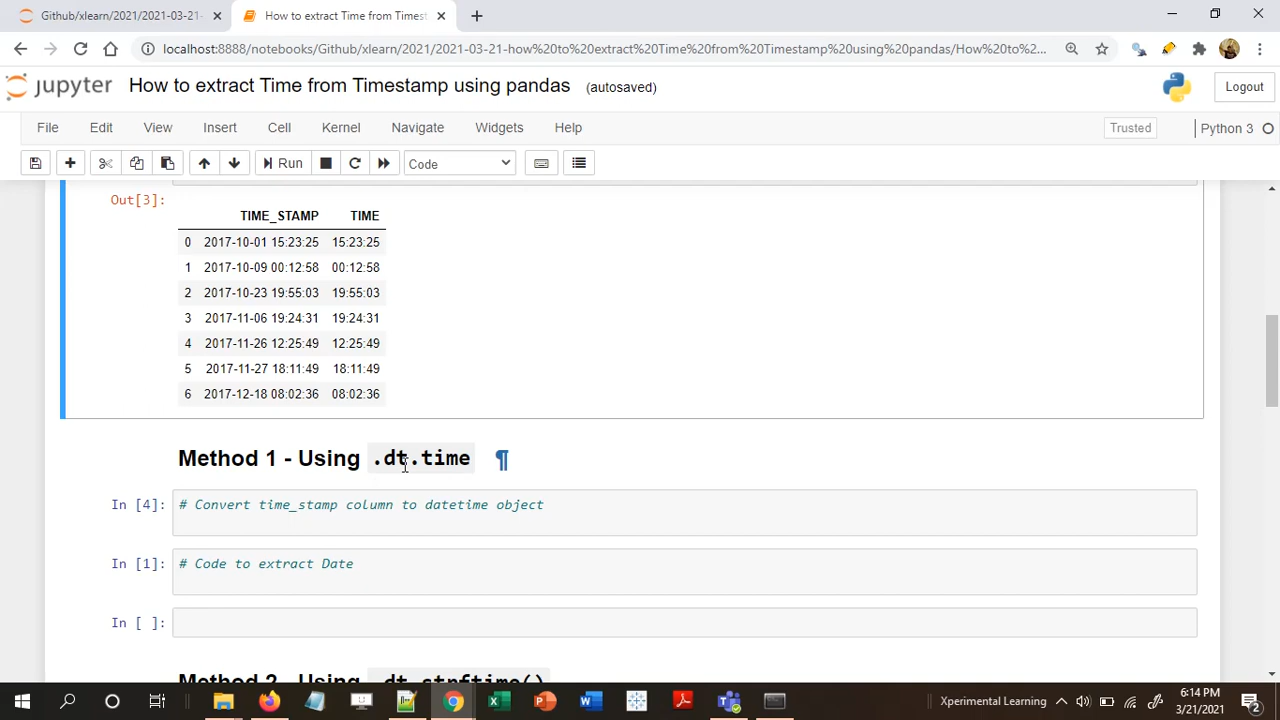 Github/xlearn/2021/2021-03-21-
How to extract Time from Timest
localhost:8888/notebooks/Github/xlearn/2021/2021-03-21-how%20to%20extract%20Time%20from%20Timestamp%20using%20pandas/How%20to%2...
jupyter How to extract Time from Timestamp using pandas (autosaved) Logout
File Edit View Insert Cell Kernel Navigate Widgets Help Trusted Python 3
Run Code
Out[3]:
TIME_STAMP TIME
0 2017-10-01 15:23:25 15:23:25
1 2017-10-09 00:12:58 00:12:58
2 2017-10-23 19:55:03 19:55:03
3 2017-11-06 19:24:31 19:24:31
4 2017-11-26 12:25:49 12:25:49
5 2017-11-27 18:11:49 18:11:49
6 2017-12-18 08:02:36 08:02:36
Method 1 - Using .dt.time ¶
In [4]: # Convert time_stamp column to datetime object
In [1]: # Code to extract Date
In [ ]:
Method 2 - Using .dt.strftime()
Xperimental Learning 6:14 PM
3/21/2021 2